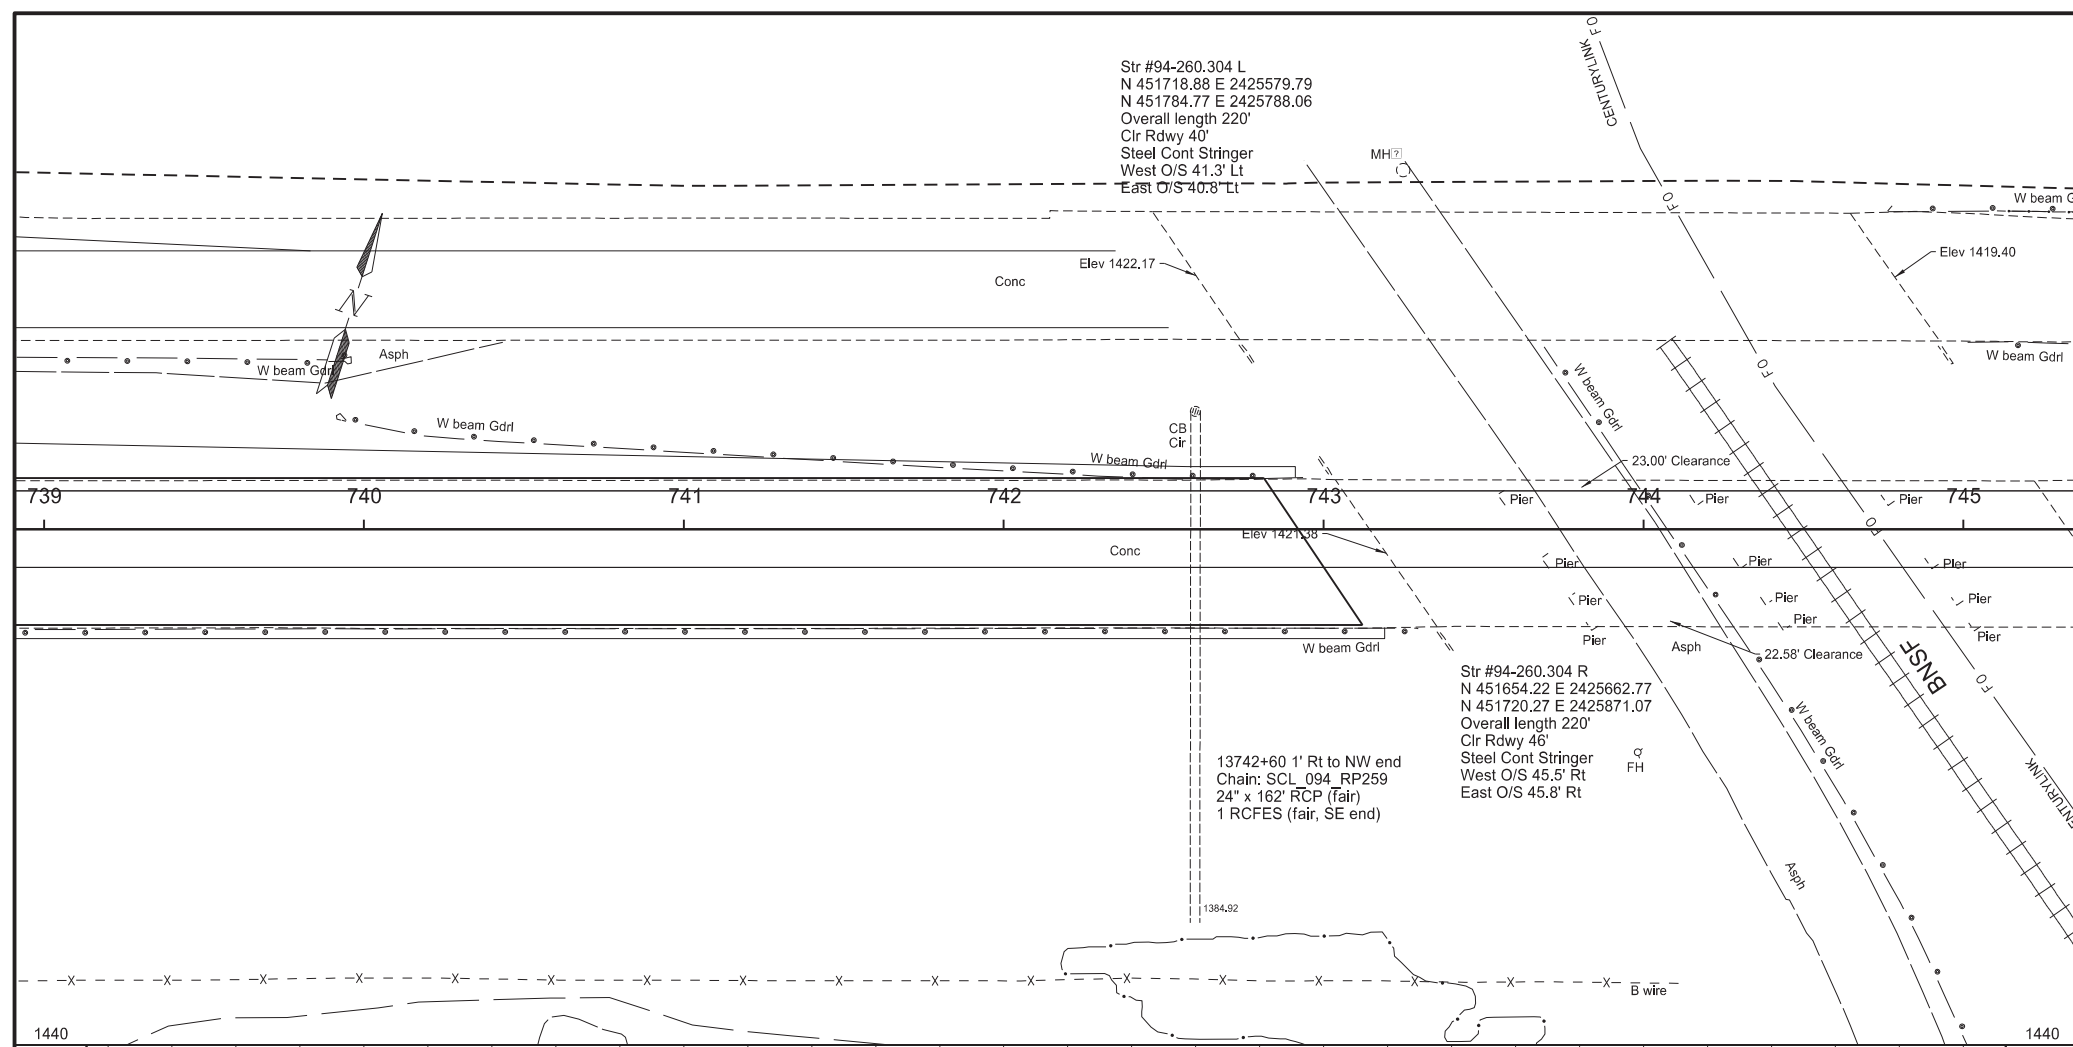 Str #94-260.304 L
N 451718.88 E 2425579.79
N 451784.77 E 2425788.06
Overall length 220'
Clr Rdwy 40'
Steel Cont Stringer
West O/S 41.3' Lt
East O/S 40.8' Lt
F O
CENTURYLINK
MH
F O
W beam G
Elev 1422.17
Conc
Elev 1419.40
N
Asph
W beam Gdrl
W beam Gdrl
F O
W beam Gdrl
W beam Gdrl
CB
Cir
W beam Gdrl
23.00' Clearance
739
740
741
742
743
744
745
Pier
Pier
Pier
F O
Elev 1421.38
Conc
Pier
Pier
Pier
Pier
Pier
Pier
Pier
Pier
Pier
W beam Gdrl
Asph
22.58' Clearance
BNSF
F O
Str #94-260.304 R
N 451654.22 E 2425662.77
N 451720.27 E 2425871.07
Overall length 220'
Clr Rdwy 46'
Steel Cont Stringer
West O/S 45.5' Rt
East O/S 45.8' Rt
FH
W beam Gdrl
13742+60 1' Rt to NW end
Chain: SCL_094_RP259
24" x 162' RCP (fair)
1 RCFES (fair, SE end)
ENTURYLINK
Asph
1384.92
X X X X X X X X X X X X X X X X X
B wire
1440
1440